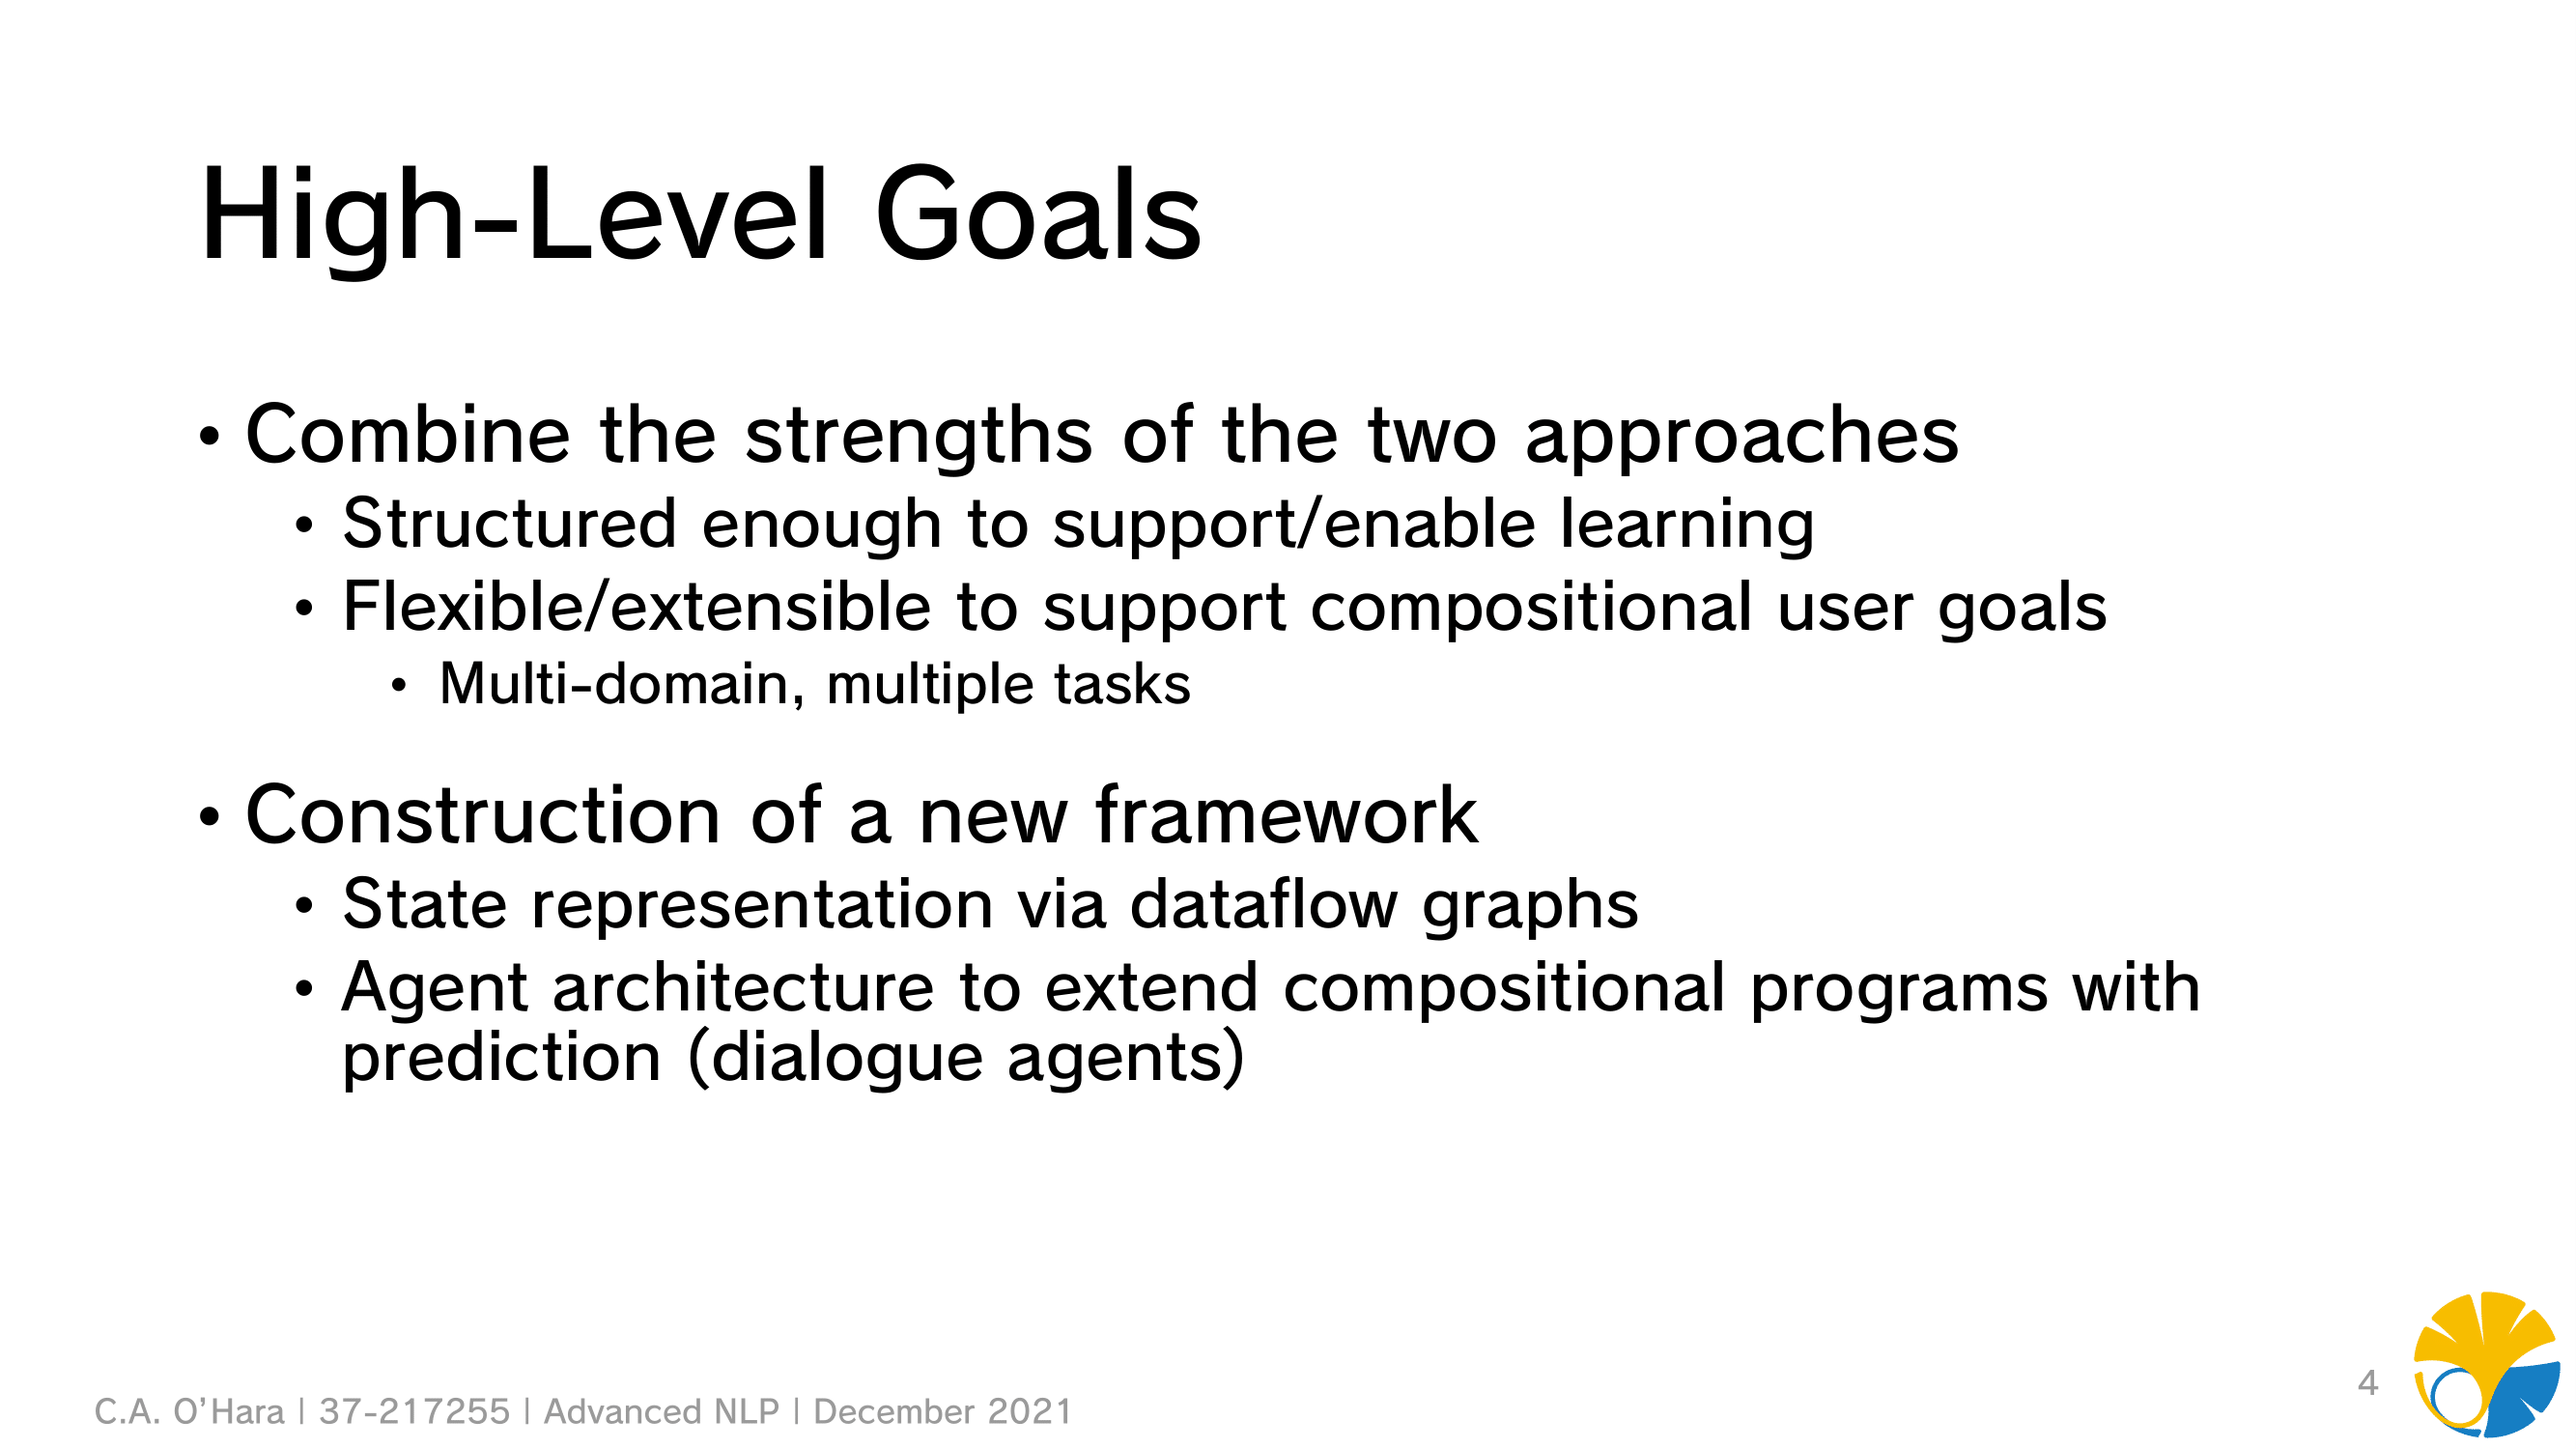 High-Level Goals
• Combine the strengths of the two approaches
• Structured enough to support/enable learning
• Flexible/extensible to support compositional user goals
• Multi-domain, multiple tasks
• Construction of a new framework
• State representation via dataflow graphs
• Agent architecture to extend compositional programs with
prediction (dialogue agents)
C.A. O’Hara | 37-217255 | Advanced NLP | December 2021
4